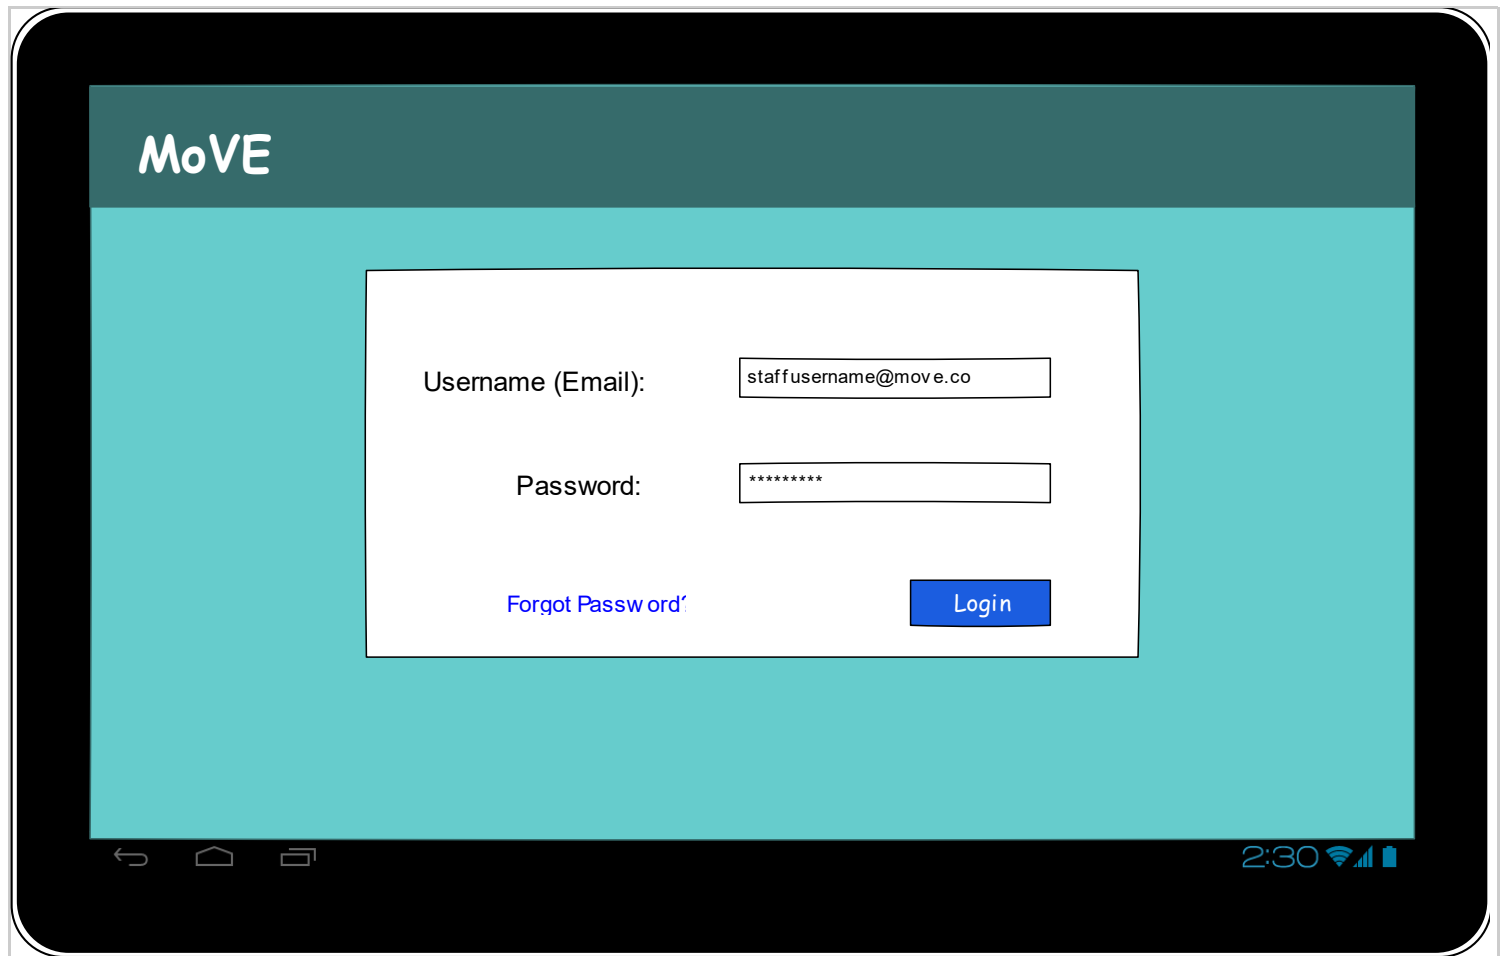 MoVE
Username (Email): staffusername@move.co
Password: *********
Forgot Password?
Login
2:30